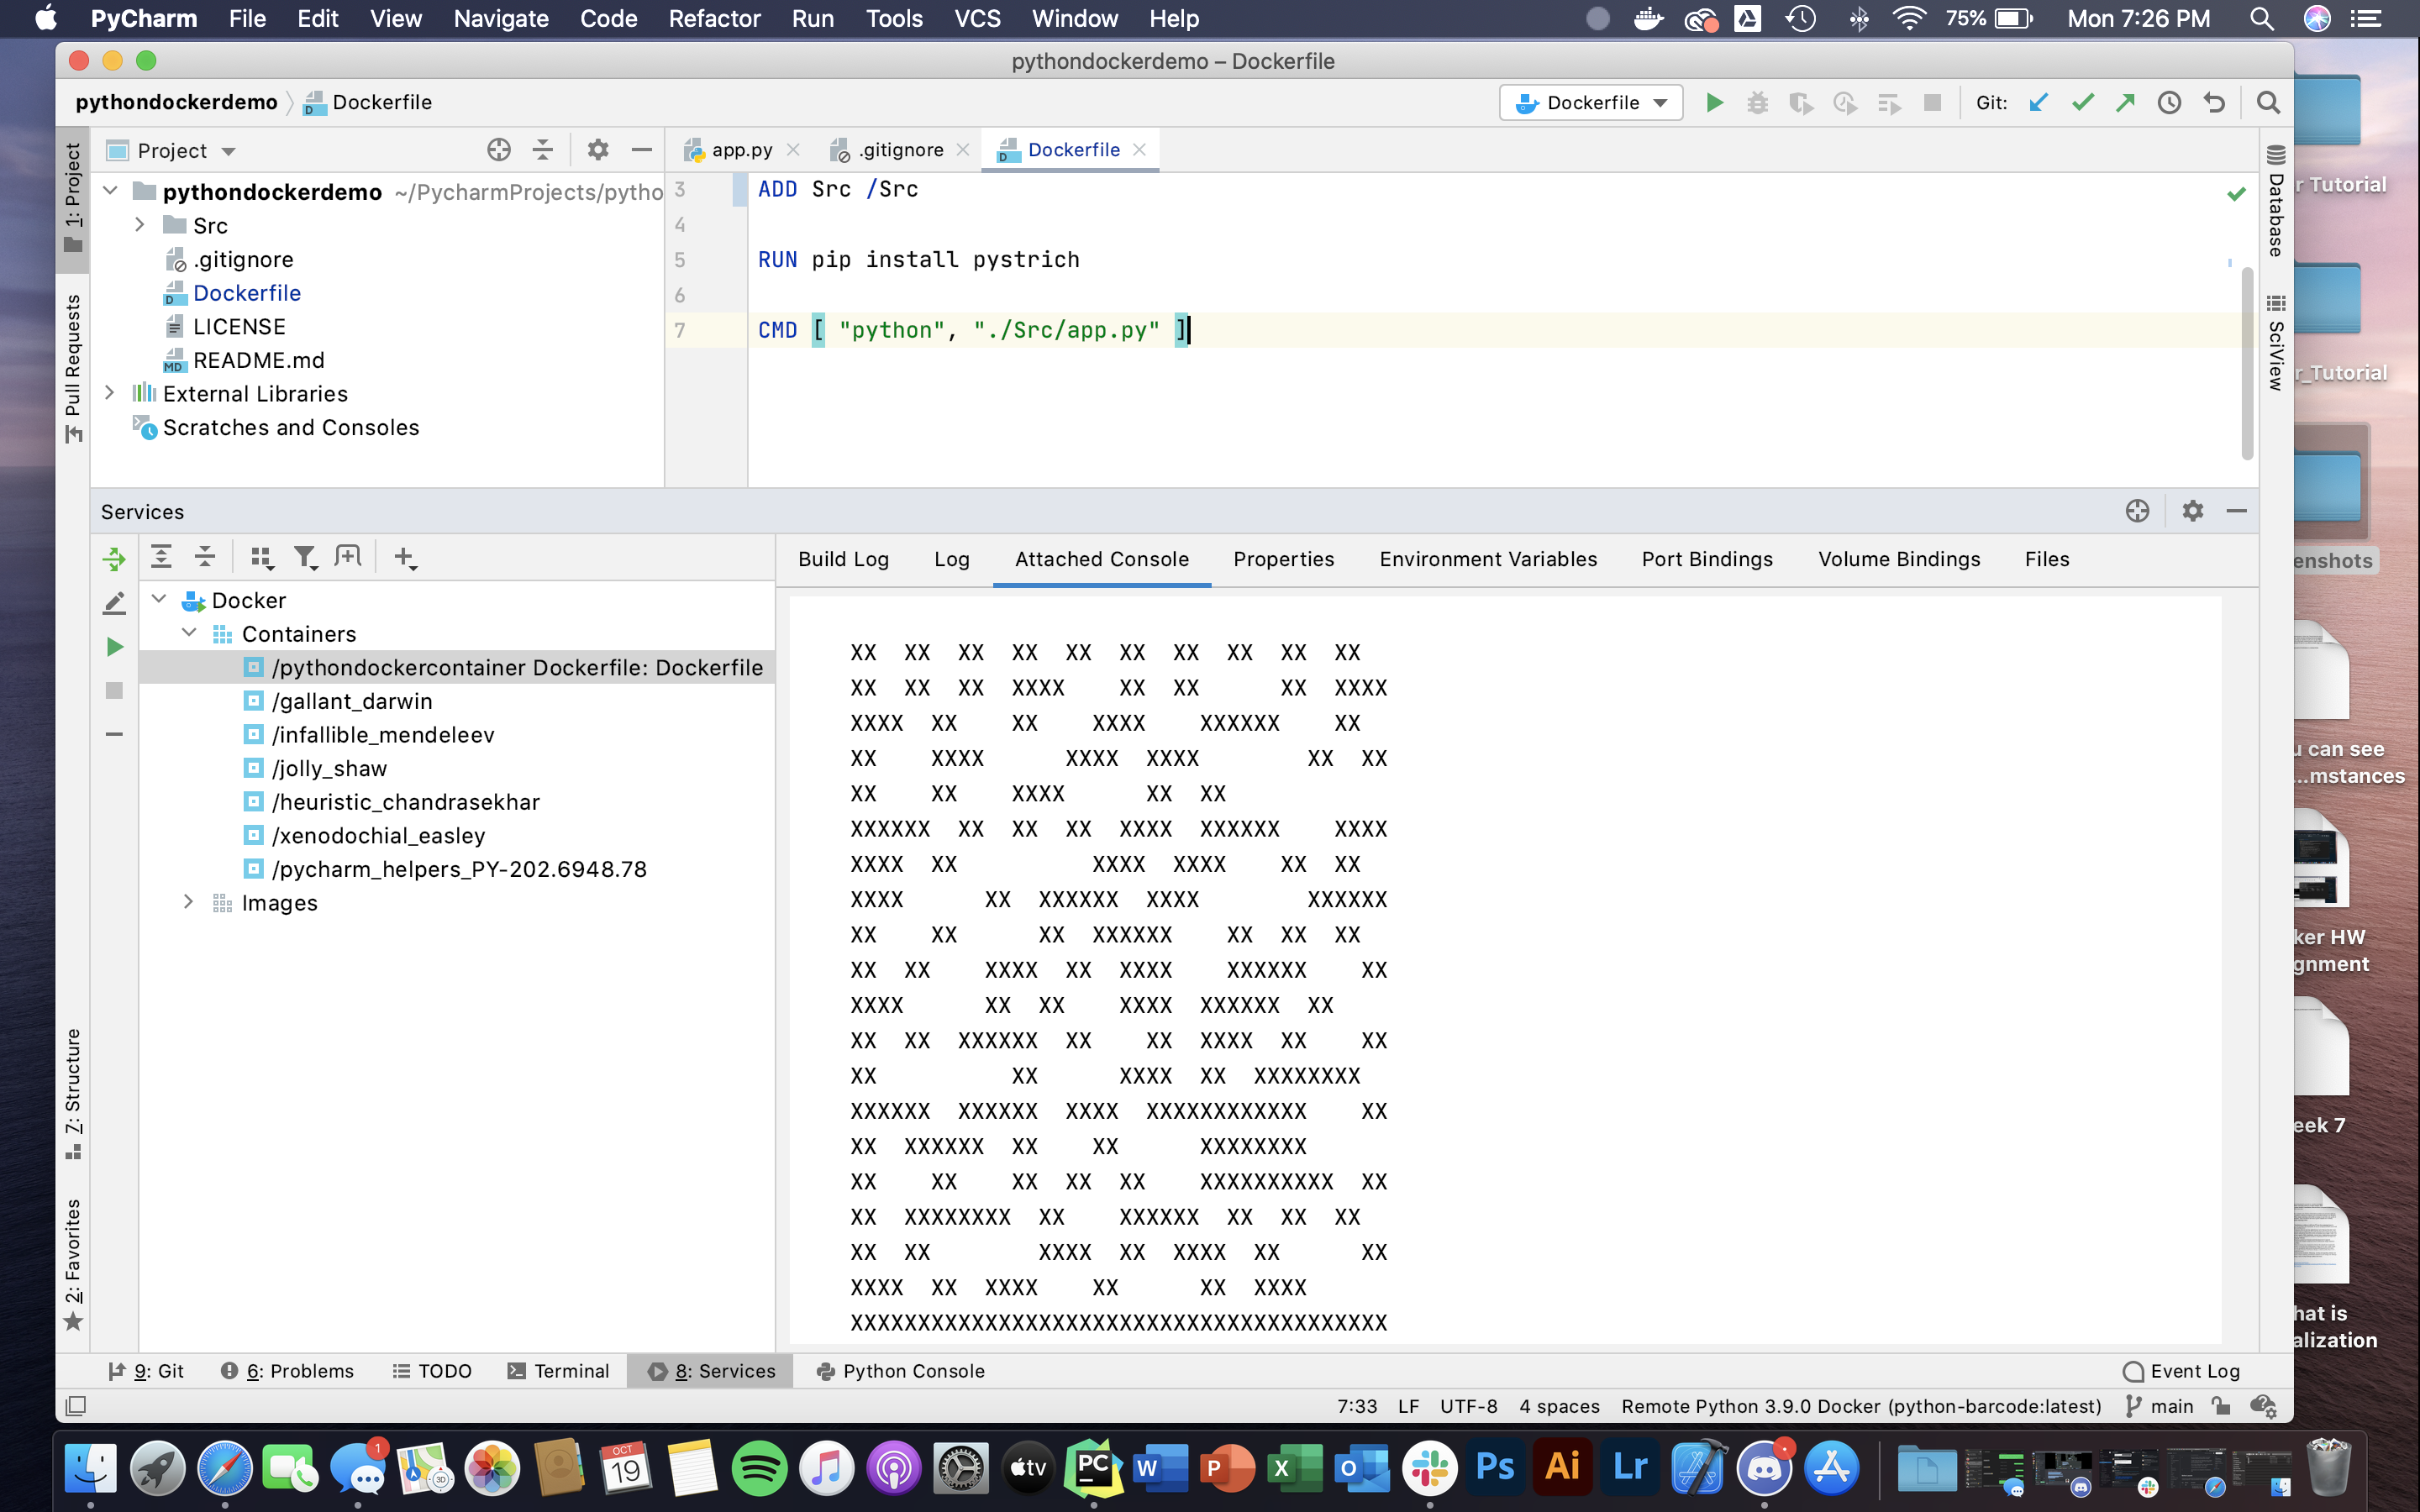 PyCharm File Edit View Navigate Code Refactor Run Tools VCS Window Help 75% Mon 7:26 PM
pythondockerdemo – Dockerfile
pythondockerdemo Dockerfile Dockerfile Git:
1: Project
Pull Requests
7: Structure
2: Favorites
Project
pythondockerdemo ~/PycharmProjects/pytho
Src
.gitignore
Dockerfile
LICENSE
README.md
External Libraries
Scratches and Consoles
app.py .gitignore Dockerfile
3 ADD Src /Src
4
5 RUN pip install pystrich
6
7 CMD [ "python", "./Src/app.py" ]
Database
SciView
Services
Docker
Containers
/pythondockercontainer Dockerfile: Dockerfile
/gallant_darwin
/infallible_mendeleev
/jolly_shaw
/heuristic_chandrasekhar
/xenodochial_easley
/pycharm_helpers_PY-202.6948.78
Images
Build Log Log Attached Console Properties Environment Variables Port Bindings Volume Bindings Files
XX  XX  XX  XX  XX  XX  XX  XX  XX  XX
XX  XX  XX  XXXX    XX  XX      XX  XXXX
XXXX  XX    XX    XXXX    XXXXXX    XX
XX    XXXX      XXXX  XXXX        XX  XX
XX    XX    XXXX      XX  XX
XXXXXX  XX  XX  XX  XXXX  XXXXXX    XXXX
XXXX  XX          XXXX  XXXX    XX  XX
XXXX      XX  XXXXXX  XXXX        XXXXXX
XX    XX      XX  XXXXXX    XX  XX  XX
XX  XX    XXXX  XX  XXXX    XXXXXX    XX
XXXX      XX  XX    XXXX  XXXXXX  XX
XX  XX  XXXXXX  XX    XX  XXXX  XX    XX
XX          XX      XXXX  XX  XXXXXXXX
XXXXXX  XXXXXX  XXXX  XXXXXXXXXXXX    XX
XX  XXXXXX  XX    XX      XXXXXXXX
XX    XX    XX  XX  XX    XXXXXXXXXX  XX
XX  XXXXXXXX  XX    XXXXXX  XX  XX  XX
XX  XX        XXXX  XX  XXXX  XX      XX
XXXX  XX  XXXX    XX      XX  XXXX
XXXXXXXXXXXXXXXXXXXXXXXXXXXXXXXXXXXXXXXX
9: Git 6: Problems TODO Terminal 8: Services Python Console Event Log
7:33 LF UTF-8 4 spaces Remote Python 3.9.0 Docker (python-barcode:latest) main
r Tutorial
r_Tutorial
enshots
u can see
...mstances
ker HW
gnment
eek 7
hat is
alization
1
3D
OCT
19
tv
PC
W
P
X
O
Ps
Ai
Lr